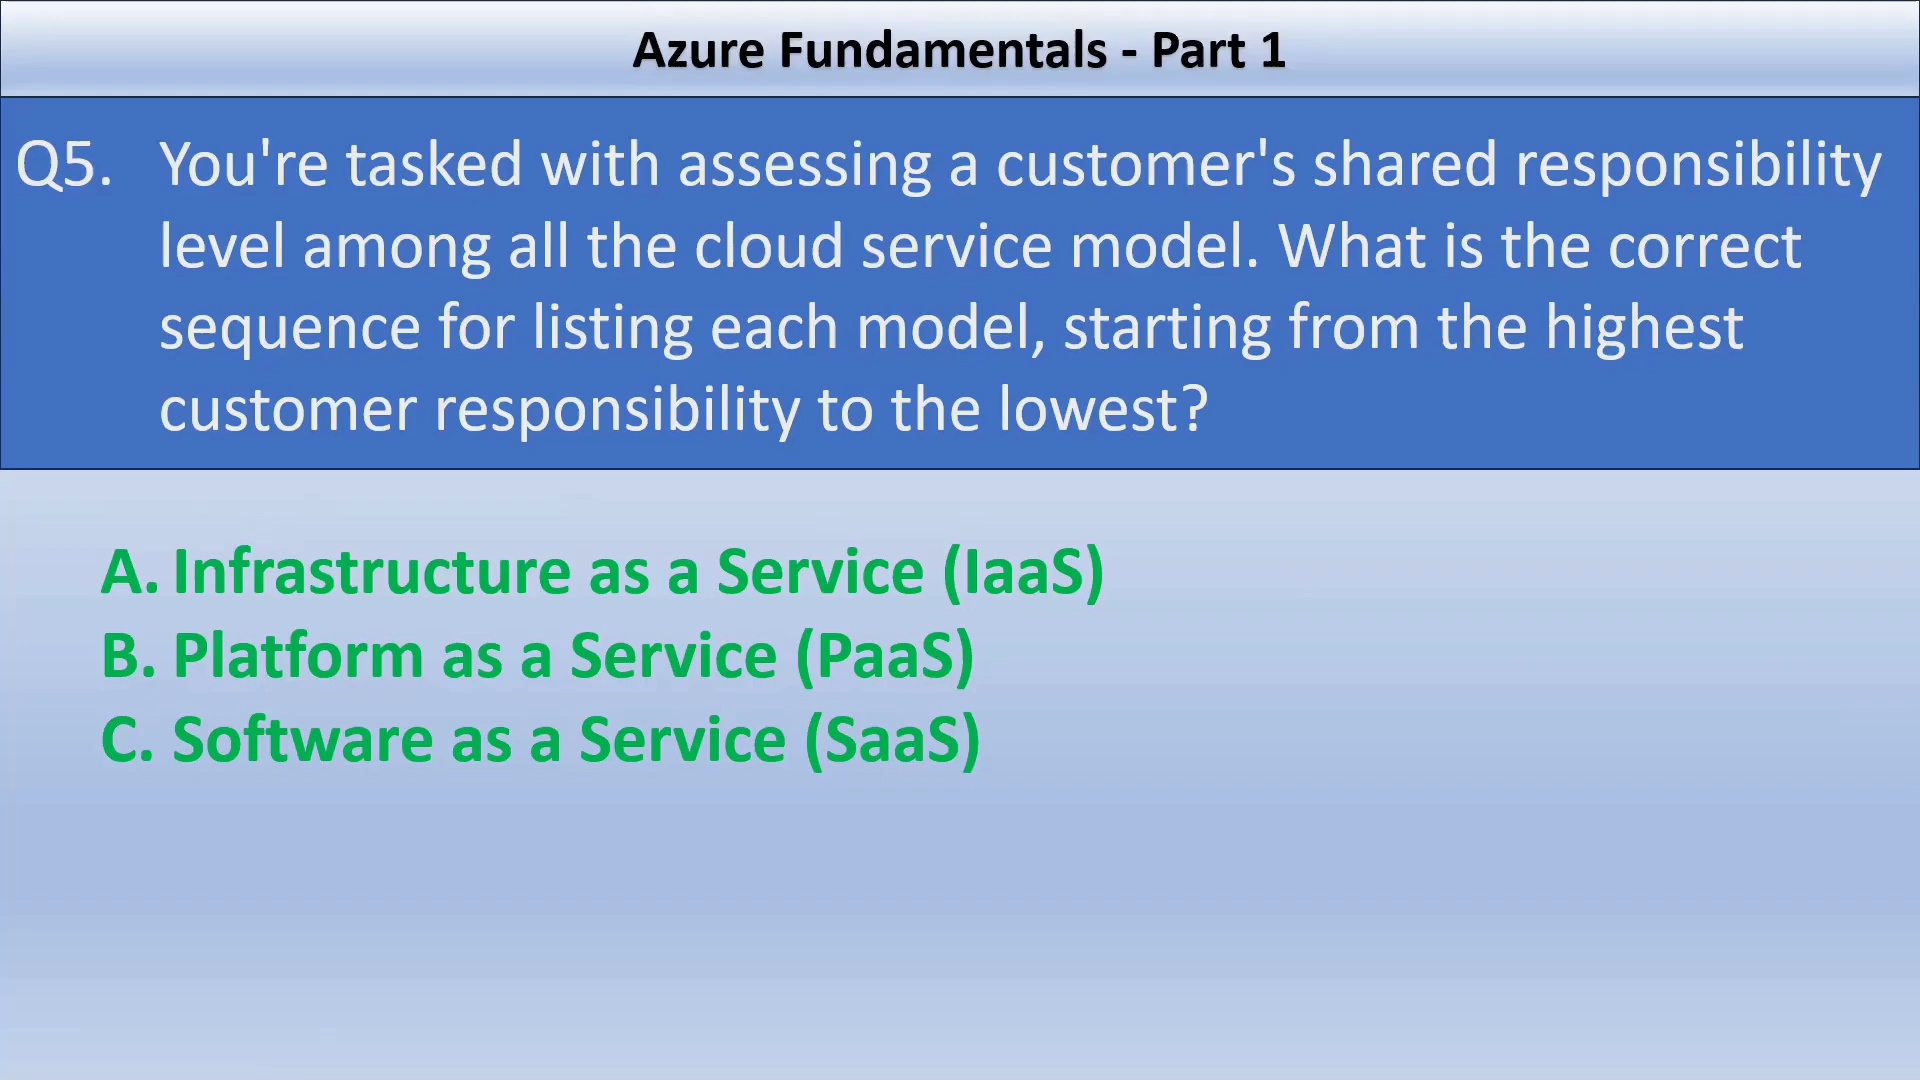 Azure Fundamentals - Part 1
Q5. You're tasked with assessing a customer's shared responsibility
level among all the cloud service model. What is the correct
sequence for listing each model, starting from the highest
customer responsibility to the lowest?
A. Infrastructure as a Service (IaaS)
B. Platform as a Service (PaaS)
C. Software as a Service (SaaS)